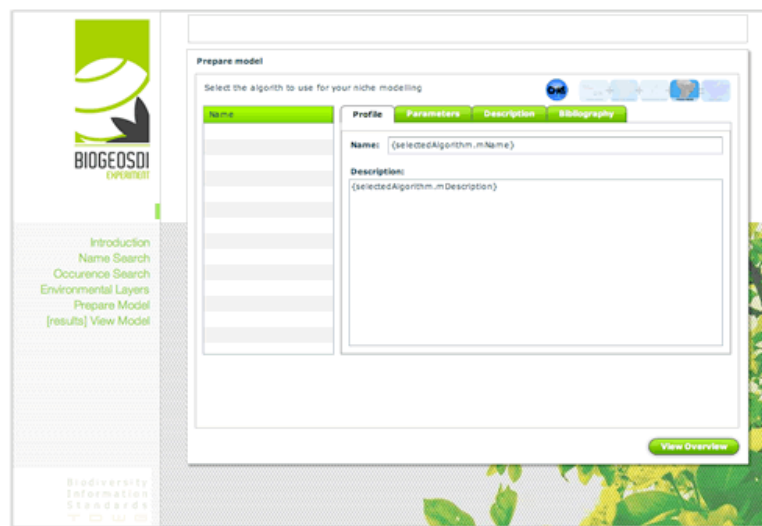 BIOGEOSDI
EXPERIMENT
Introduction
Name Search
Occurence Search
Environmental Layers
Prepare Model
[results] View Model
Biodiversity
Information
Standards
T D W G
Prepare model
Select the algorith to use for your niche modelling
Name
Profile
Parameters
Description
Bibliography
Name: {selectedAlgorithm.mName}
Description:
{selectedAlgorithm.mDescription}
View Overview